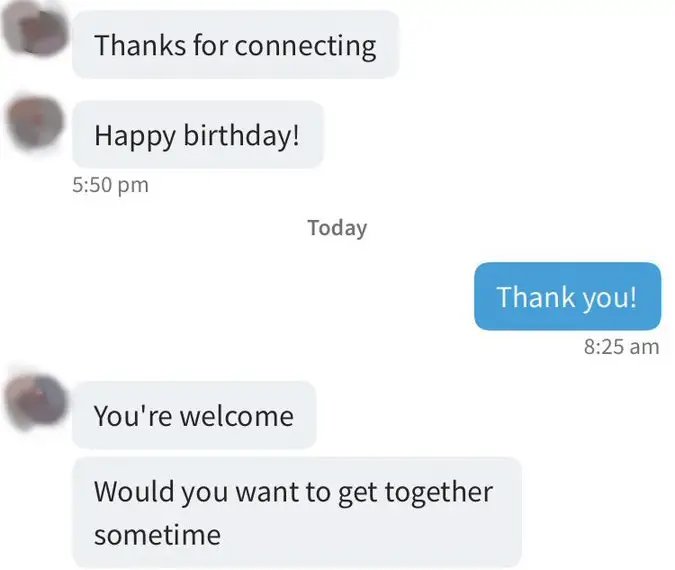 Thanks for connecting
Happy birthday!
5:50 pm
Today
Thank you!
8:25 am
You're welcome
Would you want to get together
sometime